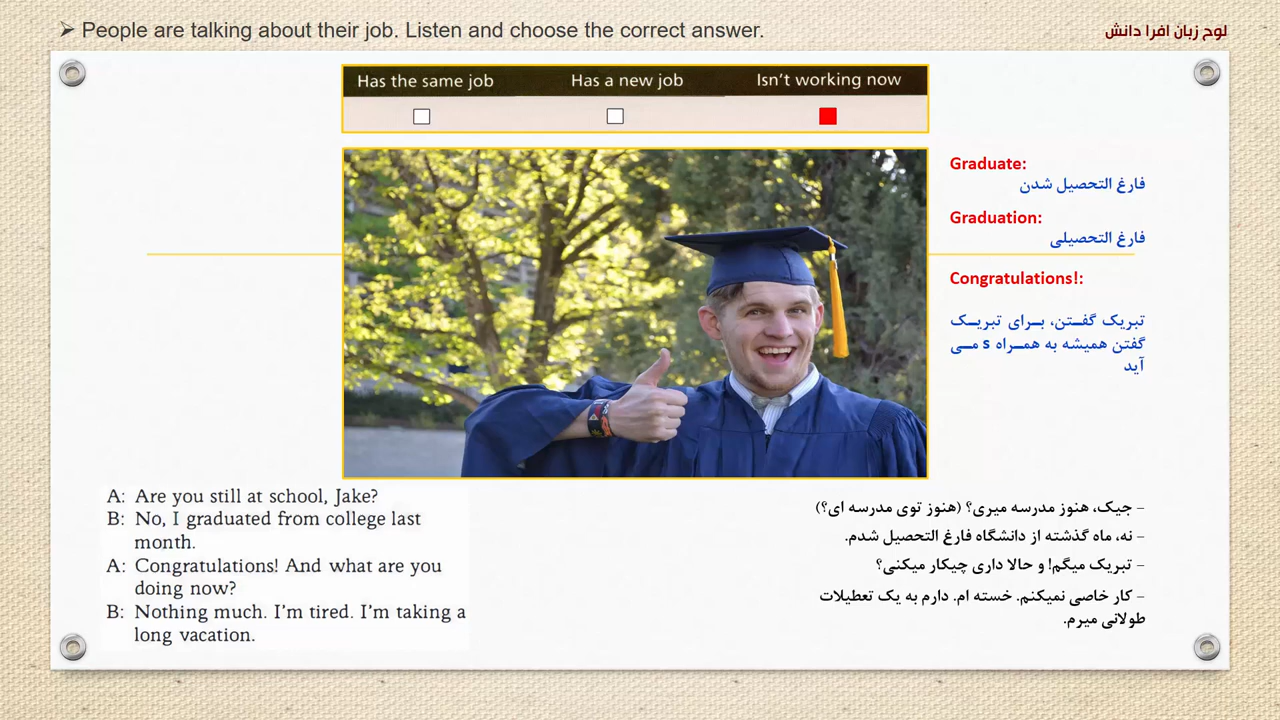 ➢ People are talking about their job. Listen and choose the correct answer.
لوح زبان افرا دانش
Has the same job Has a new job Isn't working now
Graduate:
فارغ التحصیل شدن
Graduation:
فارغ التحصیلی
Congratulations!:
تبریک گفـتن، بـرای تبریـک
گفتن همیشه به همـراه s مـی
آید
A: Are you still at school, Jake?
B: No, I graduated from college last
month.
A: Congratulations! And what are you
doing now?
B: Nothing much. I'm tired. I'm taking a
long vacation.
- جیک، هنوز مدرسه میری؟ (هنوز توی مدرسه ای؟)
- نه، ماه گذشته از دانشگاه فارغ التحصیل شدم.
- تبریک میگم! و حالا داری چیکار میکنی؟
- کار خاصی نمیکنم. خسته ام. دارم به یک تعطیلات
طولانی میرم.